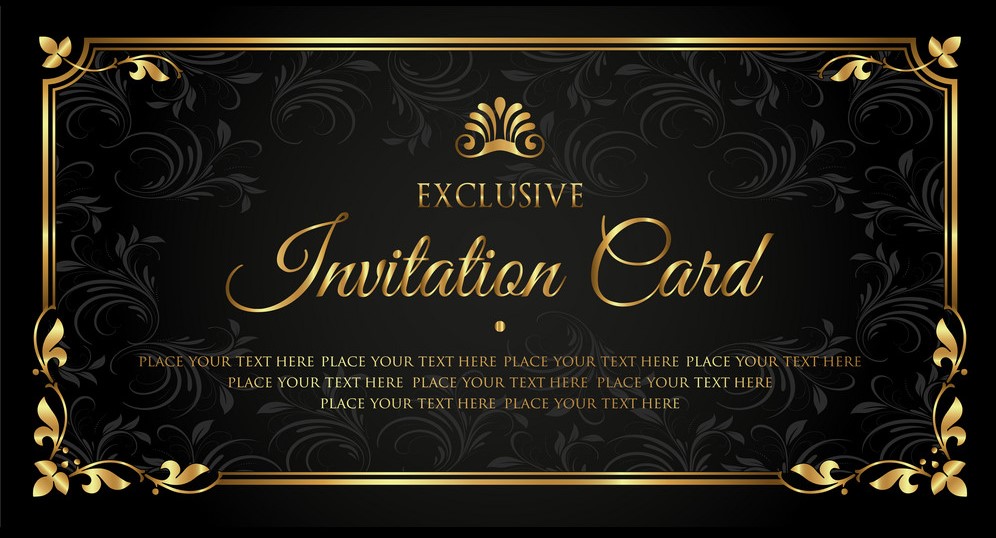 EXCLUSIVE
Invitation Card
PLACE YOUR TEXT HERE PLACE YOUR TEXT HERE PLACE YOUR TEXT HERE PLACE YOUR TEXT HERE
PLACE YOUR TEXT HERE PLACE YOUR TEXT HERE PLACE YOUR TEXT HERE
PLACE YOUR TEXT HERE PLACE YOUR TEXT HERE